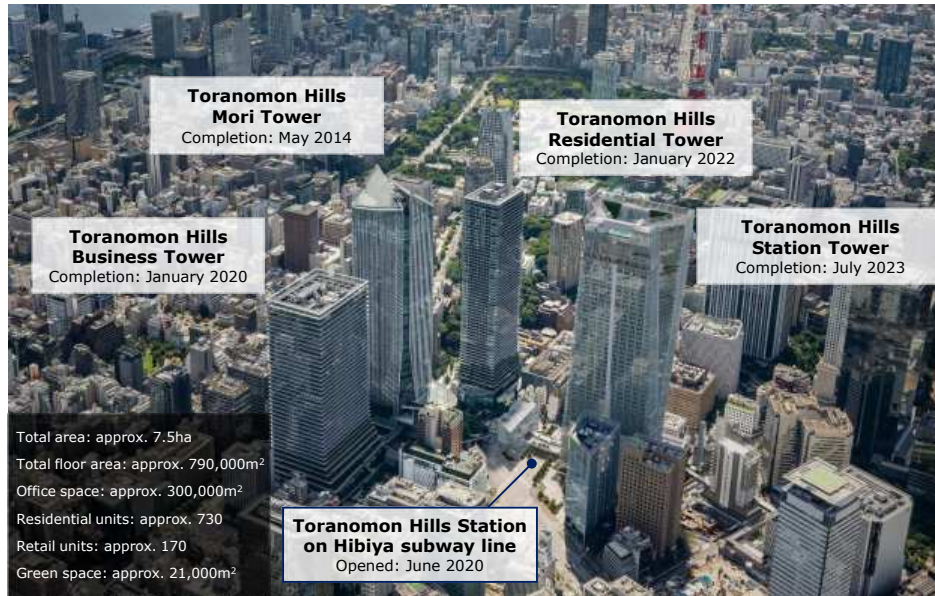 Toranomon Hills
Mori Tower
Completion: May 2014
Toranomon Hills
Residential Tower
Completion: January 2022
Toranomon Hills
Business Tower
Completion: January 2020
Toranomon Hills
Station Tower
Completion: July 2023
Total area: approx. 7.5ha
Total floor area: approx. 790,000m²
Office space: approx. 300,000m²
Residential units: approx. 730
Retail units: approx. 170
Green space: approx. 21,000m²
Toranomon Hills Station
on Hibiya subway line
Opened: June 2020